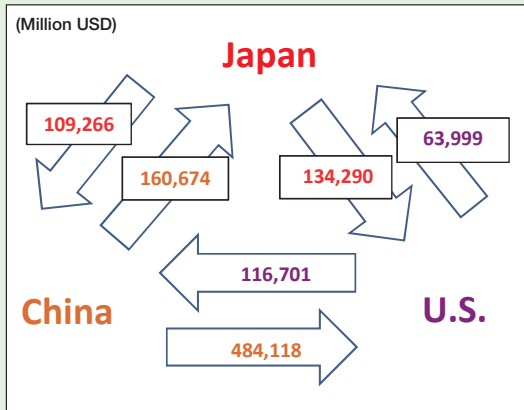 (Million USD)
Japan
109,266
63,999
160,674
134,290
116,701
China
U.S.
484,118